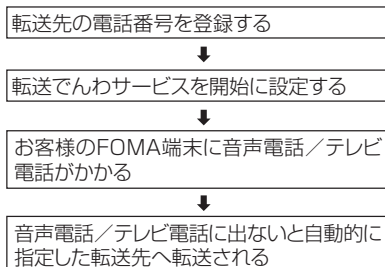 転送先の電話番号を登録する
⬇
転送でんわサービスを開始に設定する
⬇
お客様のFOMA端末に音声電話／テレビ
電話がかかる
⬇
音声電話／テレビ電話に出ないと自動的に
指定した転送先へ転送される